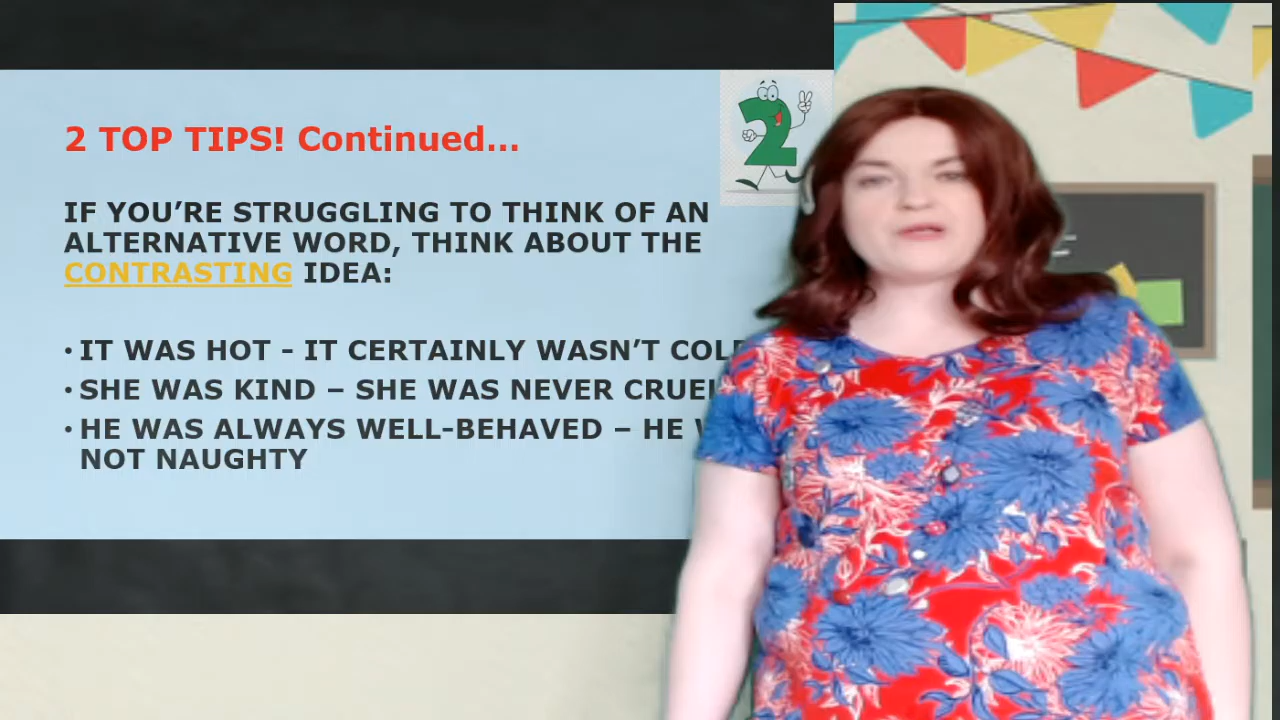 2 TOP TIPS! Continued...
IF YOU’RE STRUGGLING TO THINK OF AN
ALTERNATIVE WORD, THINK ABOUT THE
CONTRASTING IDEA:
• IT WAS HOT - IT CERTAINLY WASN’T COLD
• SHE WAS KIND – SHE WAS NEVER CRUEL
• HE WAS ALWAYS WELL-BEHAVED – HE
NOT NAUGHTY